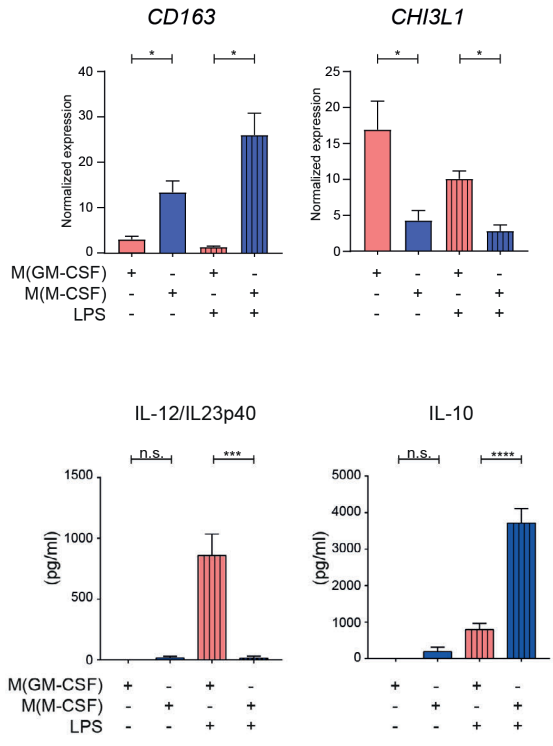 CD163
CHI3L1
* *
* *
Normalized expression
40
30
20
10
0
Normalized expression
25
20
15
10
5
0
M(GM-CSF) + - + -
M(M-CSF) - + - +
LPS - - + +
+ - + -
- + - +
- - + +
IL-12/IL23p40
IL-10
n.s. ***
n.s. ****
(pg/ml)
1500
1000
500
0
(pg/ml)
5000
4000
3000
2000
1000
0
M(GM-CSF) + - + -
M(M-CSF) - + - +
LPS - - + +
+ - + -
- + - +
- - + +